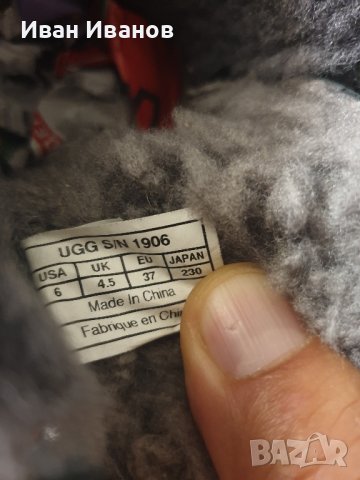 Иван Иванов
UGG S/N 1906
USA UK EU JAPAN
6 4.5 37 230
Made In China
Fabrique en Chin
BAZAR